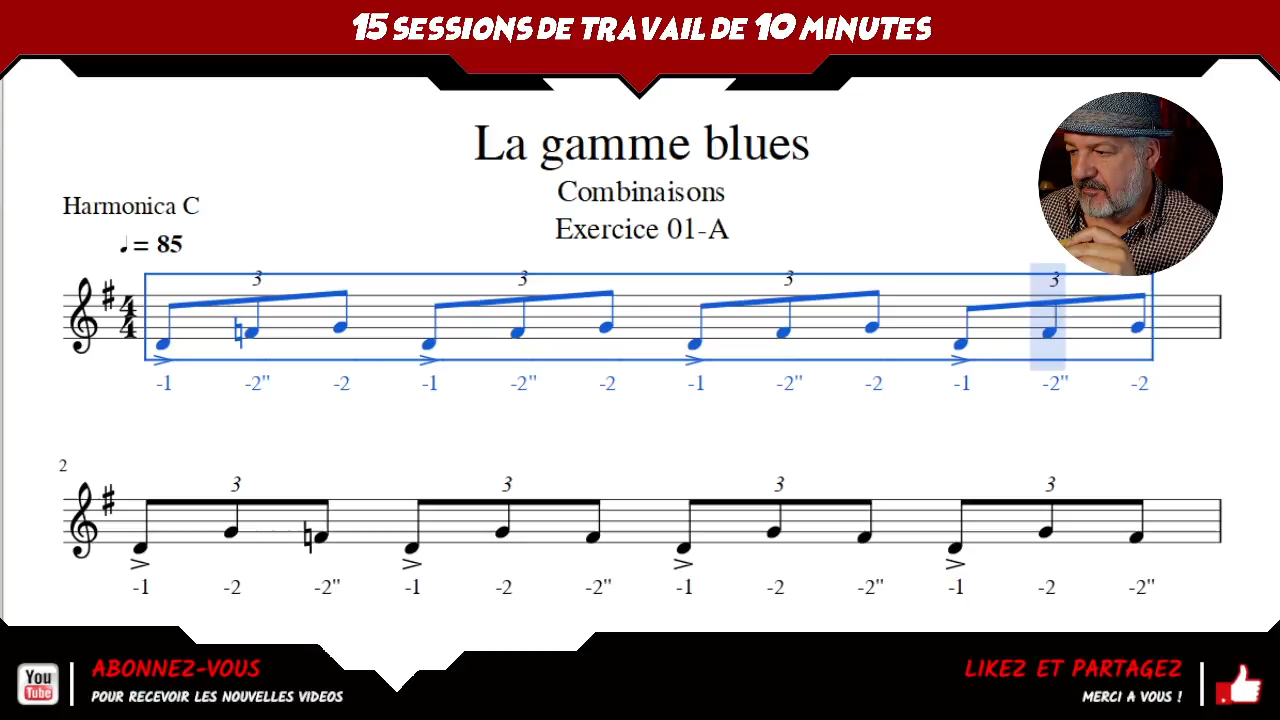 15 SESSIONS DE TRAVAIL DE 10 MINUTES
La gamme blues
Combinaisons
Harmonica C
Exercice 01-A
♩ = 85
3 3 3 3
4
4
-1 -2" -2 -1 -2" -2 -1 -2" -2 -1 -2" -2
2
3 3 3 3
-1 -2 -2" -1 -2 -2" -1 -2 -2" -1 -2 -2"
You
Tube
ABONNEZ-VOUS
POUR RECEVOIR LES NOUVELLES VIDEOS
LIKEZ ET PARTAGEZ
MERCI A VOUS !